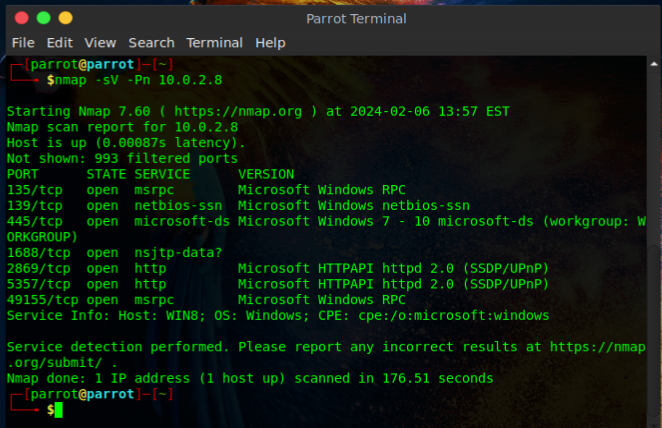 Parrot Terminal
File Edit View Search Terminal Help
┌─[parrot@parrot]─[~]
└──╼ $nmap -sV -Pn 10.0.2.8
Starting Nmap 7.60 ( https://nmap.org ) at 2024-02-06 13:57 EST
Nmap scan report for 10.0.2.8
Host is up (0.00087s latency).
Not shown: 993 filtered ports
PORT      STATE SERVICE      VERSION
135/tcp   open  msrpc        Microsoft Windows RPC
139/tcp   open  netbios-ssn  Microsoft Windows netbios-ssn
445/tcp   open  microsoft-ds Microsoft Windows 7 - 10 microsoft-ds (workgroup: W
ORKGROUP)
1688/tcp  open  nsjtp-data?
2869/tcp  open  http         Microsoft HTTPAPI httpd 2.0 (SSDP/UPnP)
5357/tcp  open  http         Microsoft HTTPAPI httpd 2.0 (SSDP/UPnP)
49155/tcp open  msrpc        Microsoft Windows RPC
Service Info: Host: WIN8; OS: Windows; CPE: cpe:/o:microsoft:windows
Service detection performed. Please report any incorrect results at https://nmap
.org/submit/ .
Nmap done: 1 IP address (1 host up) scanned in 176.51 seconds
┌─[parrot@parrot]─[~]
└──╼ $